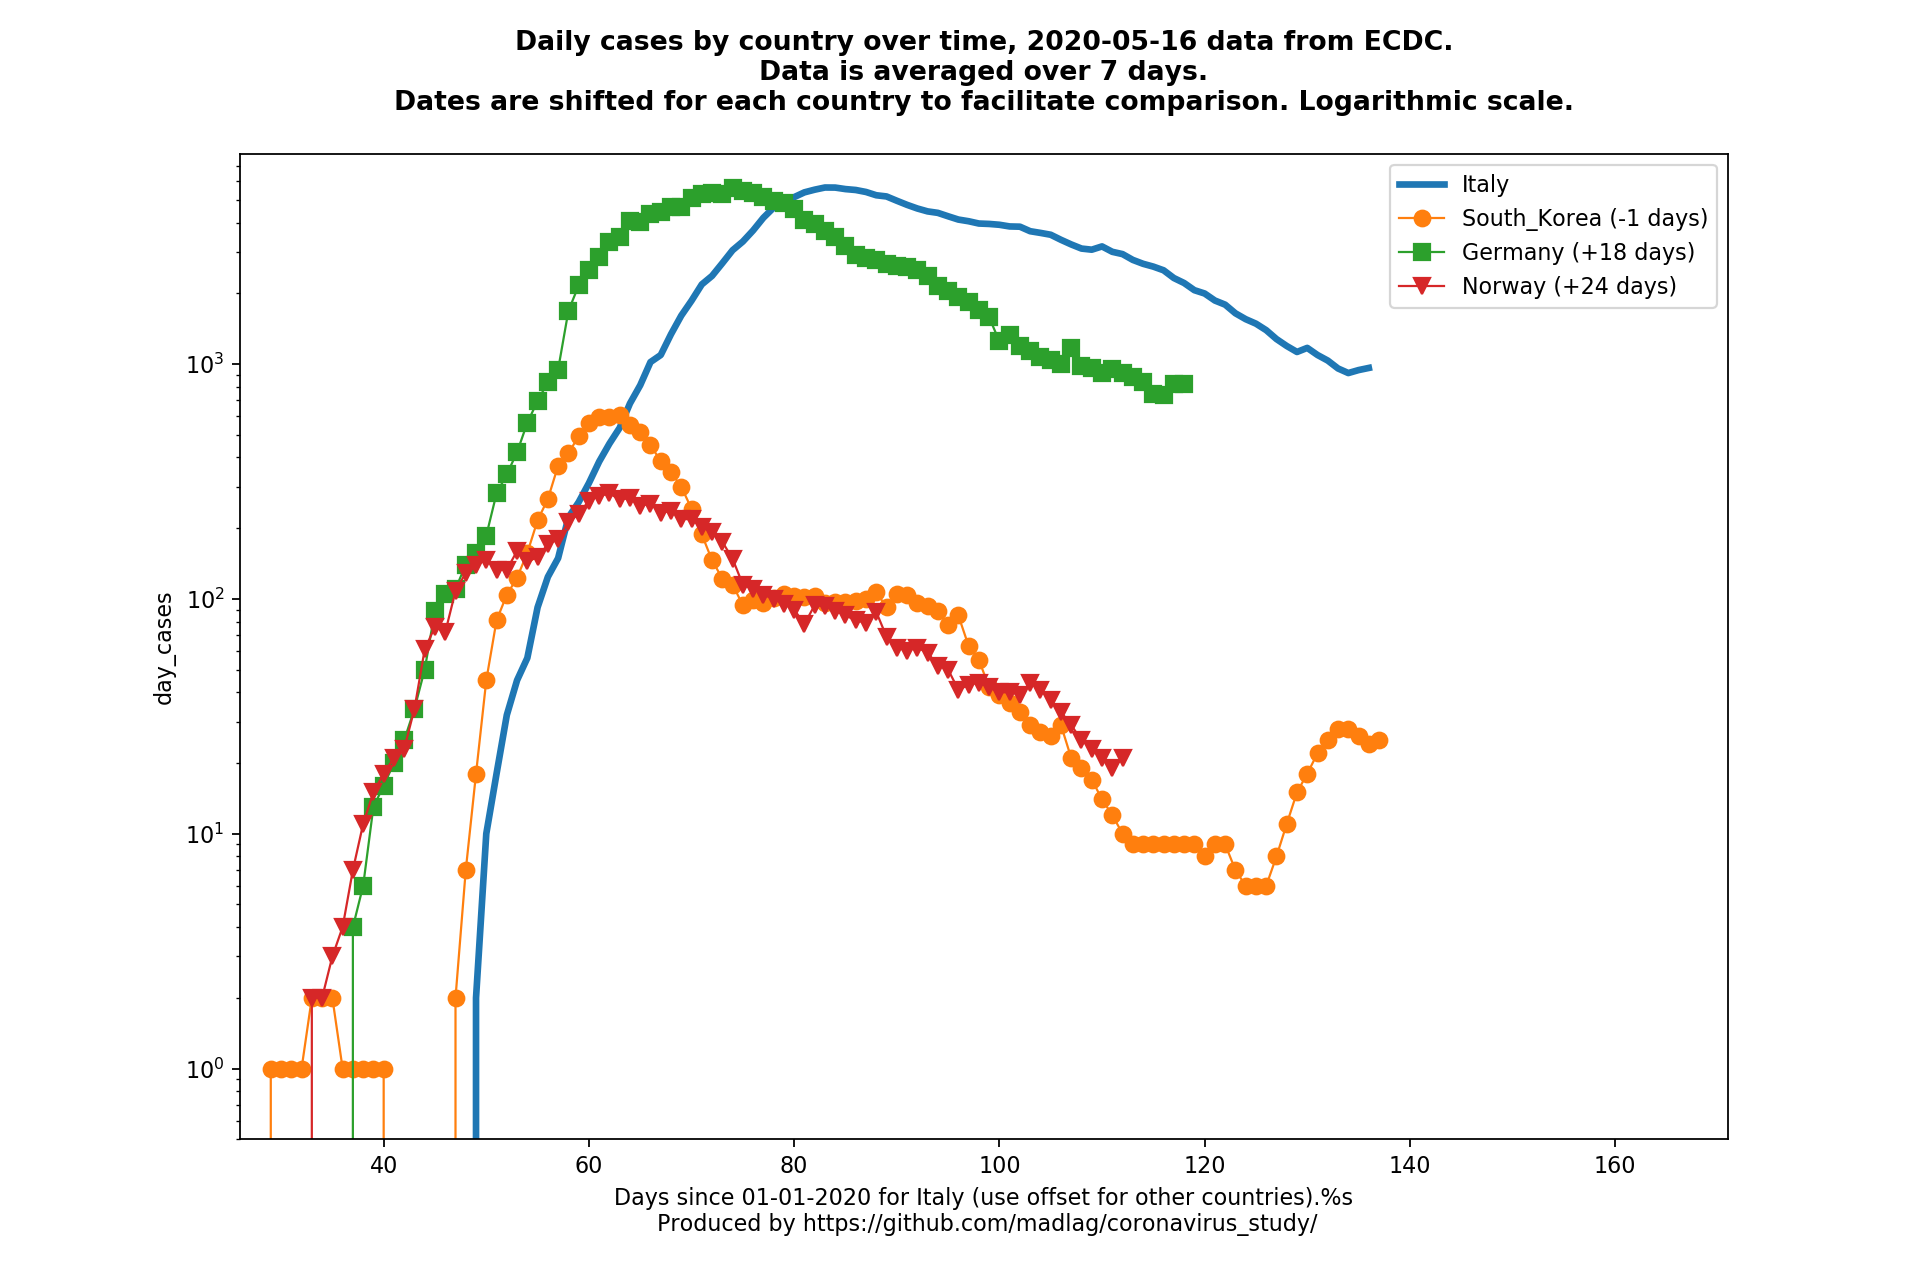 Daily cases by country over time, 2020-05-16 data from ECDC.
Data is averaged over 7 days.
Dates are shifted for each country to facilitate comparison. Logarithmic scale.
Italy
South_Korea (-1 days)
Germany (+18 days)
Norway (+24 days)
day_cases
10³
10²
10¹
10⁰
40 60 80 100 120 140 160
Days since 01-01-2020 for Italy (use offset for other countries).%s
Produced by https://github.com/madlag/coronavirus_study/